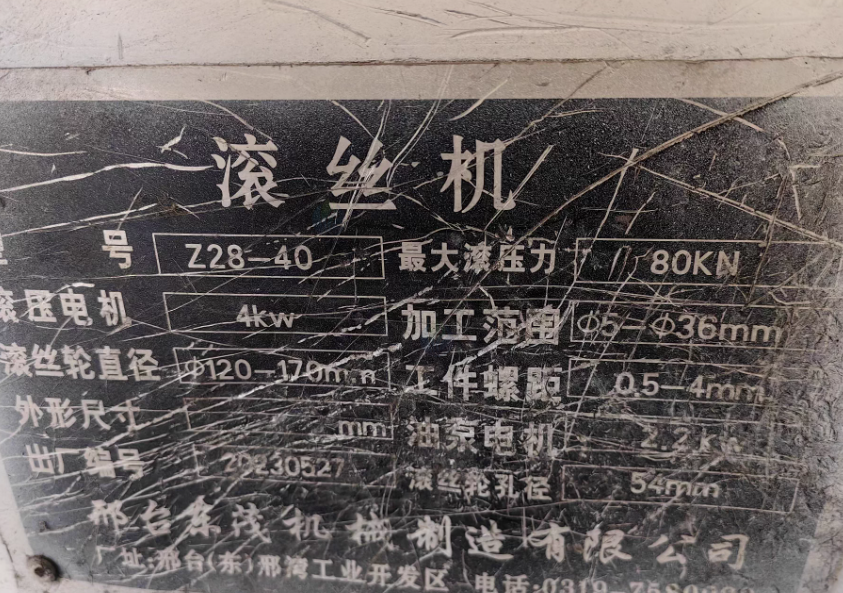 滚丝机
型号 Z28-40 最大滚压力 80KN
滚压电机 4kw 加工范围 Φ5-Φ36mm
滚丝轮直径 Φ120-170mm 工件螺距 0.5-4mm
外形尺寸 mm 油泵电机 2.2kw
出厂编号 20230527 滚丝轮孔径 54mm
邢台东茂机械制造有限公司
厂址:邢台(东)邢湾工业开发区 电话:0319-